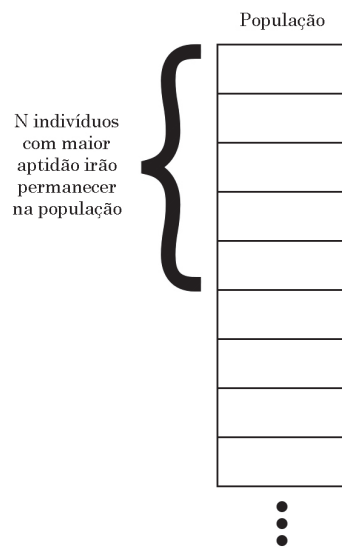 População
N indivíduos
com maior
aptidão irão
permanecer
na população